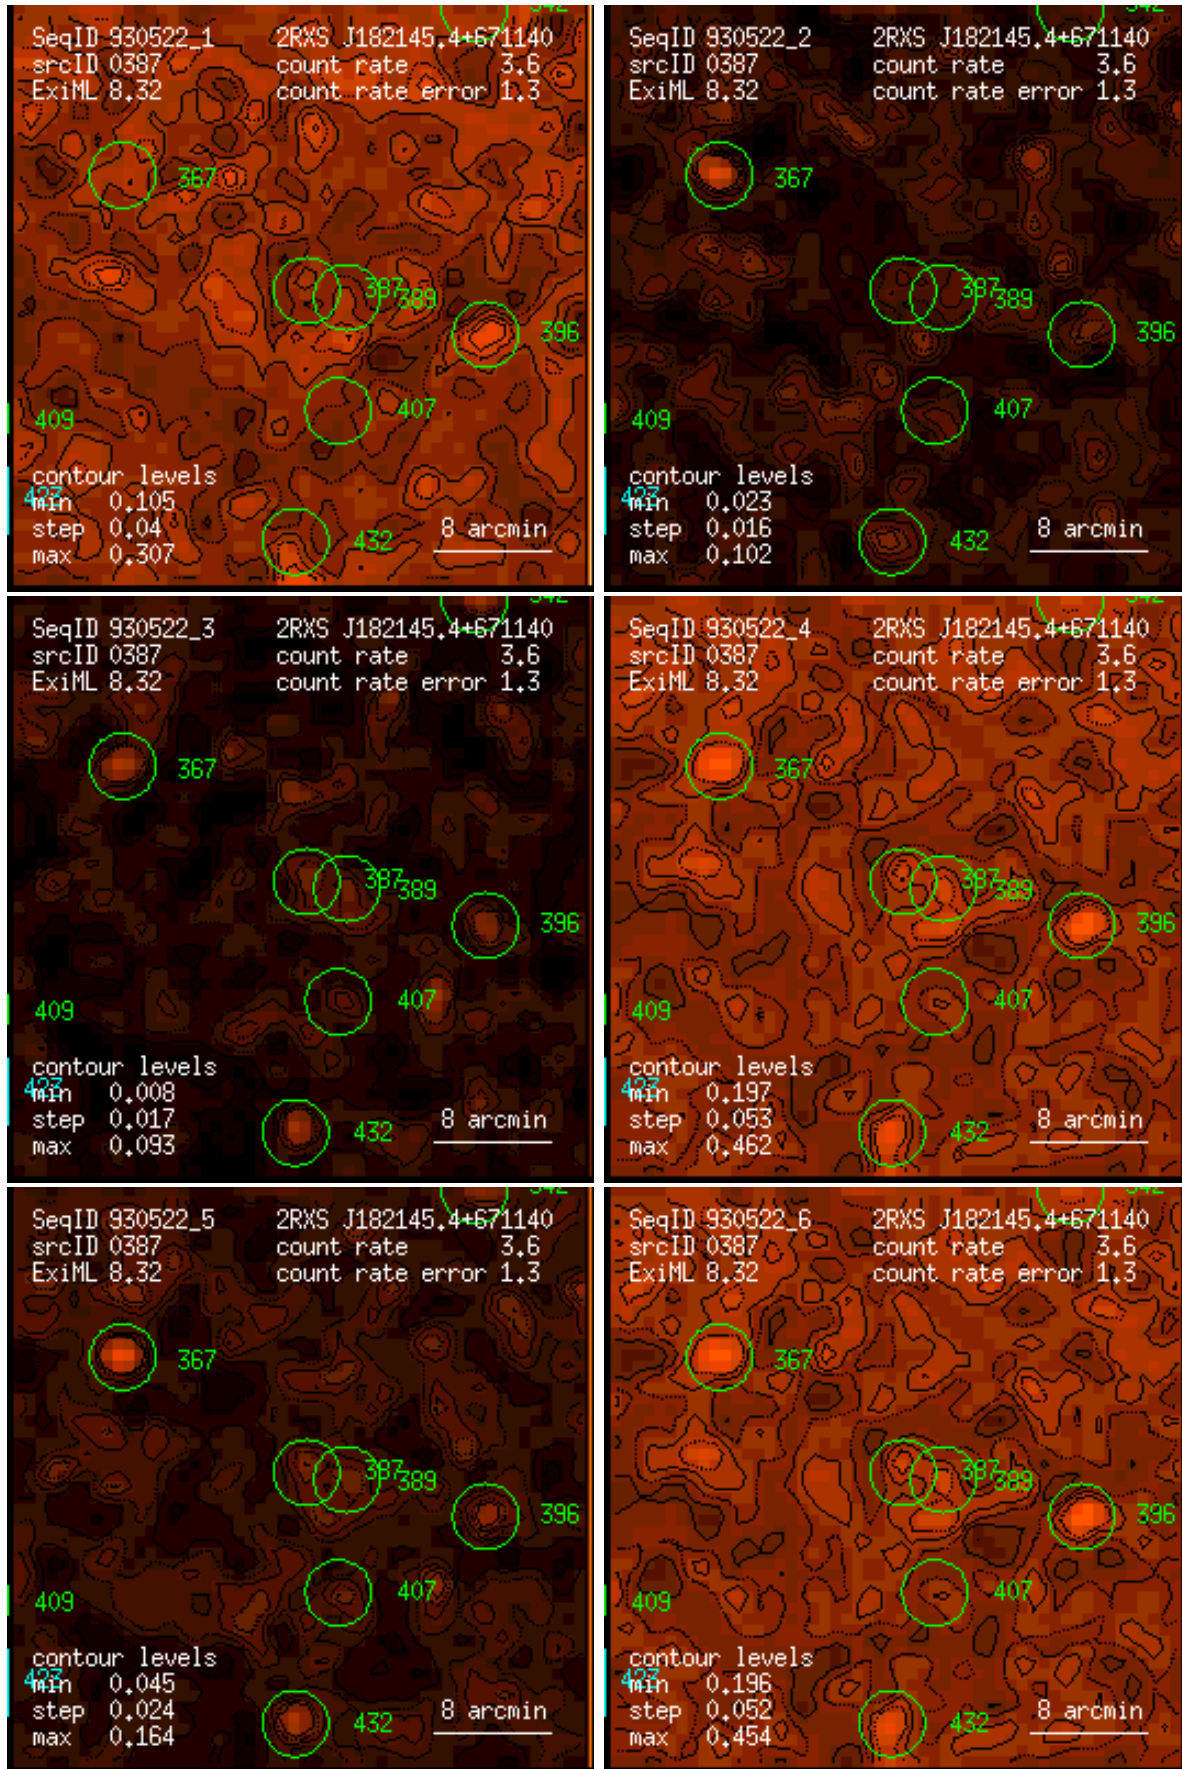 342
SeqID 930522_1 2RXS J182145.4+671140
srcID 0387 count rate 3.6
ExiML 8.32 count rate error 1.3
367
387
389
396
407
409
contour levels
423
min 0.105
step 0.04
max 0.307
432
8 arcmin
342
SeqID 930522_2 2RXS J182145.4+671140
srcID 0387 count rate 3.6
ExiML 8.32 count rate error 1.3
367
387
389
396
407
409
contour levels
423
min 0.023
step 0.016
max 0.102
432
8 arcmin
342
SeqID 930522_3 2RXS J182145.4+671140
srcID 0387 count rate 3.6
ExiML 8.32 count rate error 1.3
367
387
389
396
407
409
contour levels
423
min 0.008
step 0.017
max 0.093
432
8 arcmin
342
SeqID 930522_4 2RXS J182145.4+671140
srcID 0387 count rate 3.6
ExiML 8.32 count rate error 1.3
367
387
389
396
407
409
contour levels
423
min 0.197
step 0.053
max 0.462
432
8 arcmin
342
SeqID 930522_5 2RXS J182145.4+671140
srcID 0387 count rate 3.6
ExiML 8.32 count rate error 1.3
367
387
389
396
407
409
contour levels
423
min 0.045
step 0.024
max 0.164
432
8 arcmin
342
SeqID 930522_6 2RXS J182145.4+671140
srcID 0387 count rate 3.6
ExiML 8.32 count rate error 1.3
367
387
389
396
407
409
contour levels
423
min 0.196
step 0.052
max 0.454
432
8 arcmin